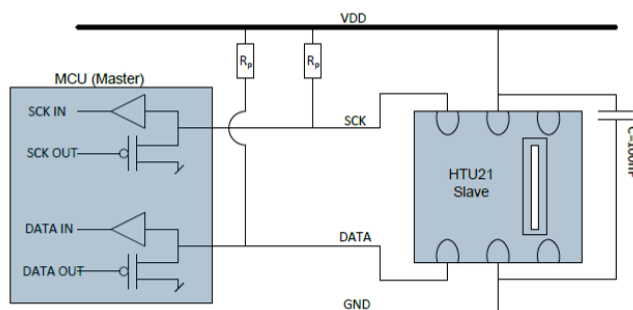 VDD
Rp
Rp
MCU (Master)
SCK IN
SCK
SCK OUT
HTU21
Slave
DATA IN
DATA
DATA OUT
GND